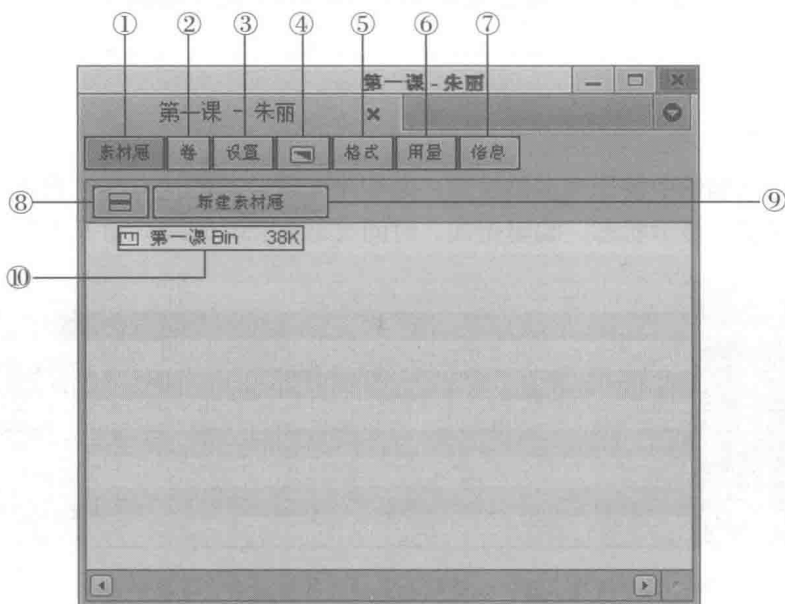 ① ② ③ ④ ⑤ ⑥ ⑦
第一课 - 朱丽
第一课 - 朱丽
素材屉 卷 设置 格式 用量 信息
⑧ 新建素材屉 ⑨
第一课 Bin 38K
⑩